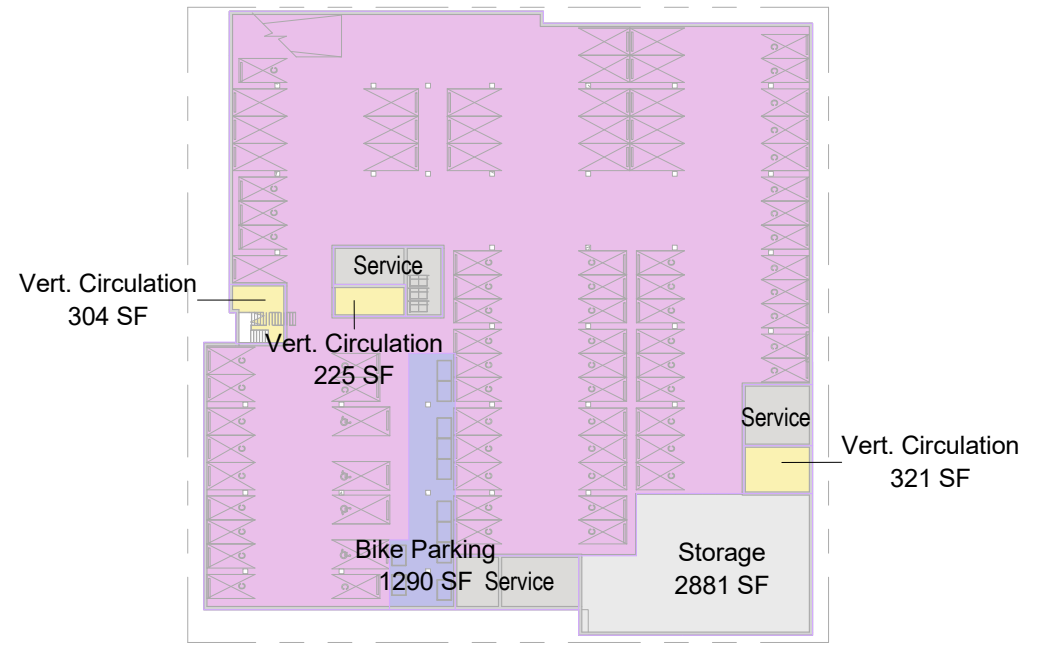 Service
Vert. Circulation
304 SF
Vert. Circulation
225 SF
Service
Vert. Circulation
321 SF
Bike Parking
1290 SF
Service
Storage
2881 SF